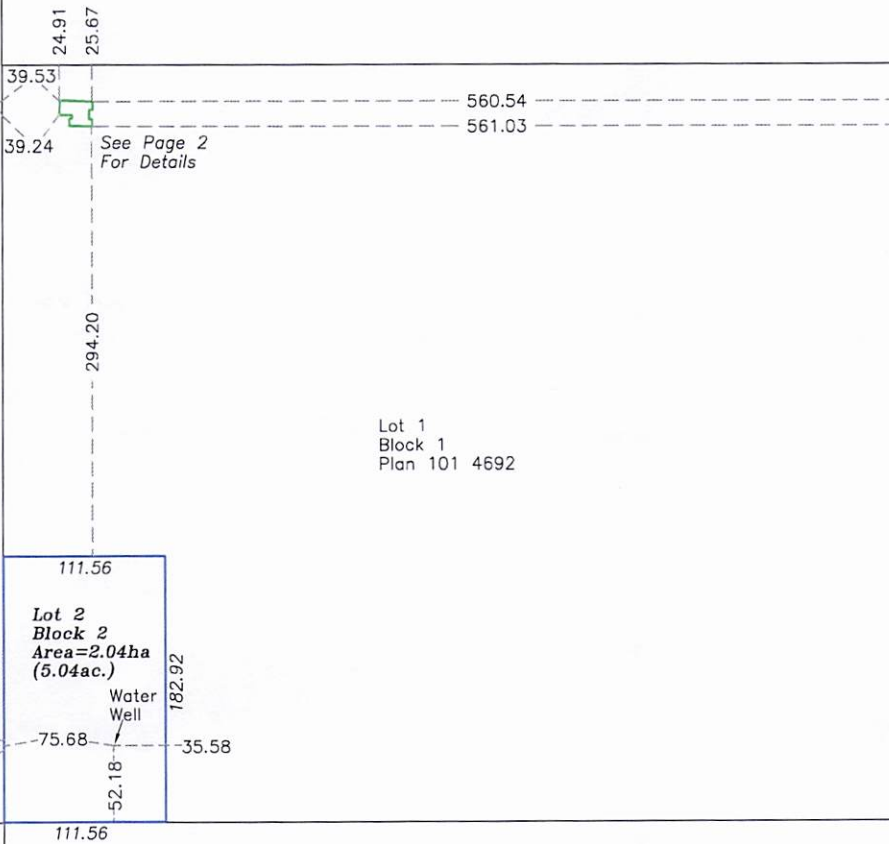 24.91
25.67
39.53
560.54
561.03
39.24
See Page 2
For Details
294.20
Lot 1
Block 1
Plan 101 4692
111.56
Lot 2
Block 2
Area=2.04ha
(5.04ac.)
182.92
Water
Well
75.68
35.58
52.18
111.56